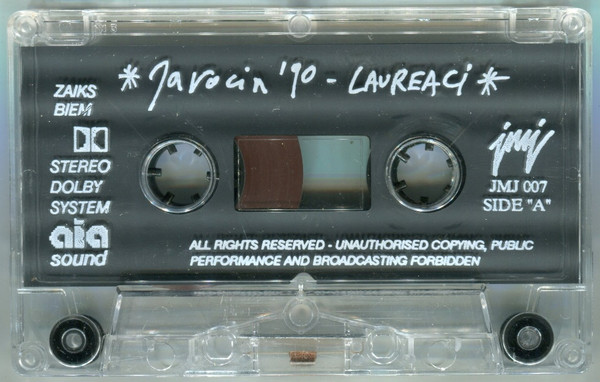 * Jarocin '90 - LAUREACI *
ZAIKS
BIEM
STEREO
DOLBY
SYSTEM
aia
sound
jmj
JMJ 007
SIDE "A"
ALL RIGHTS RESERVED - UNAUTHORISED COPYING, PUBLIC
PERFORMANCE AND BROADCASTING FORBIDDEN